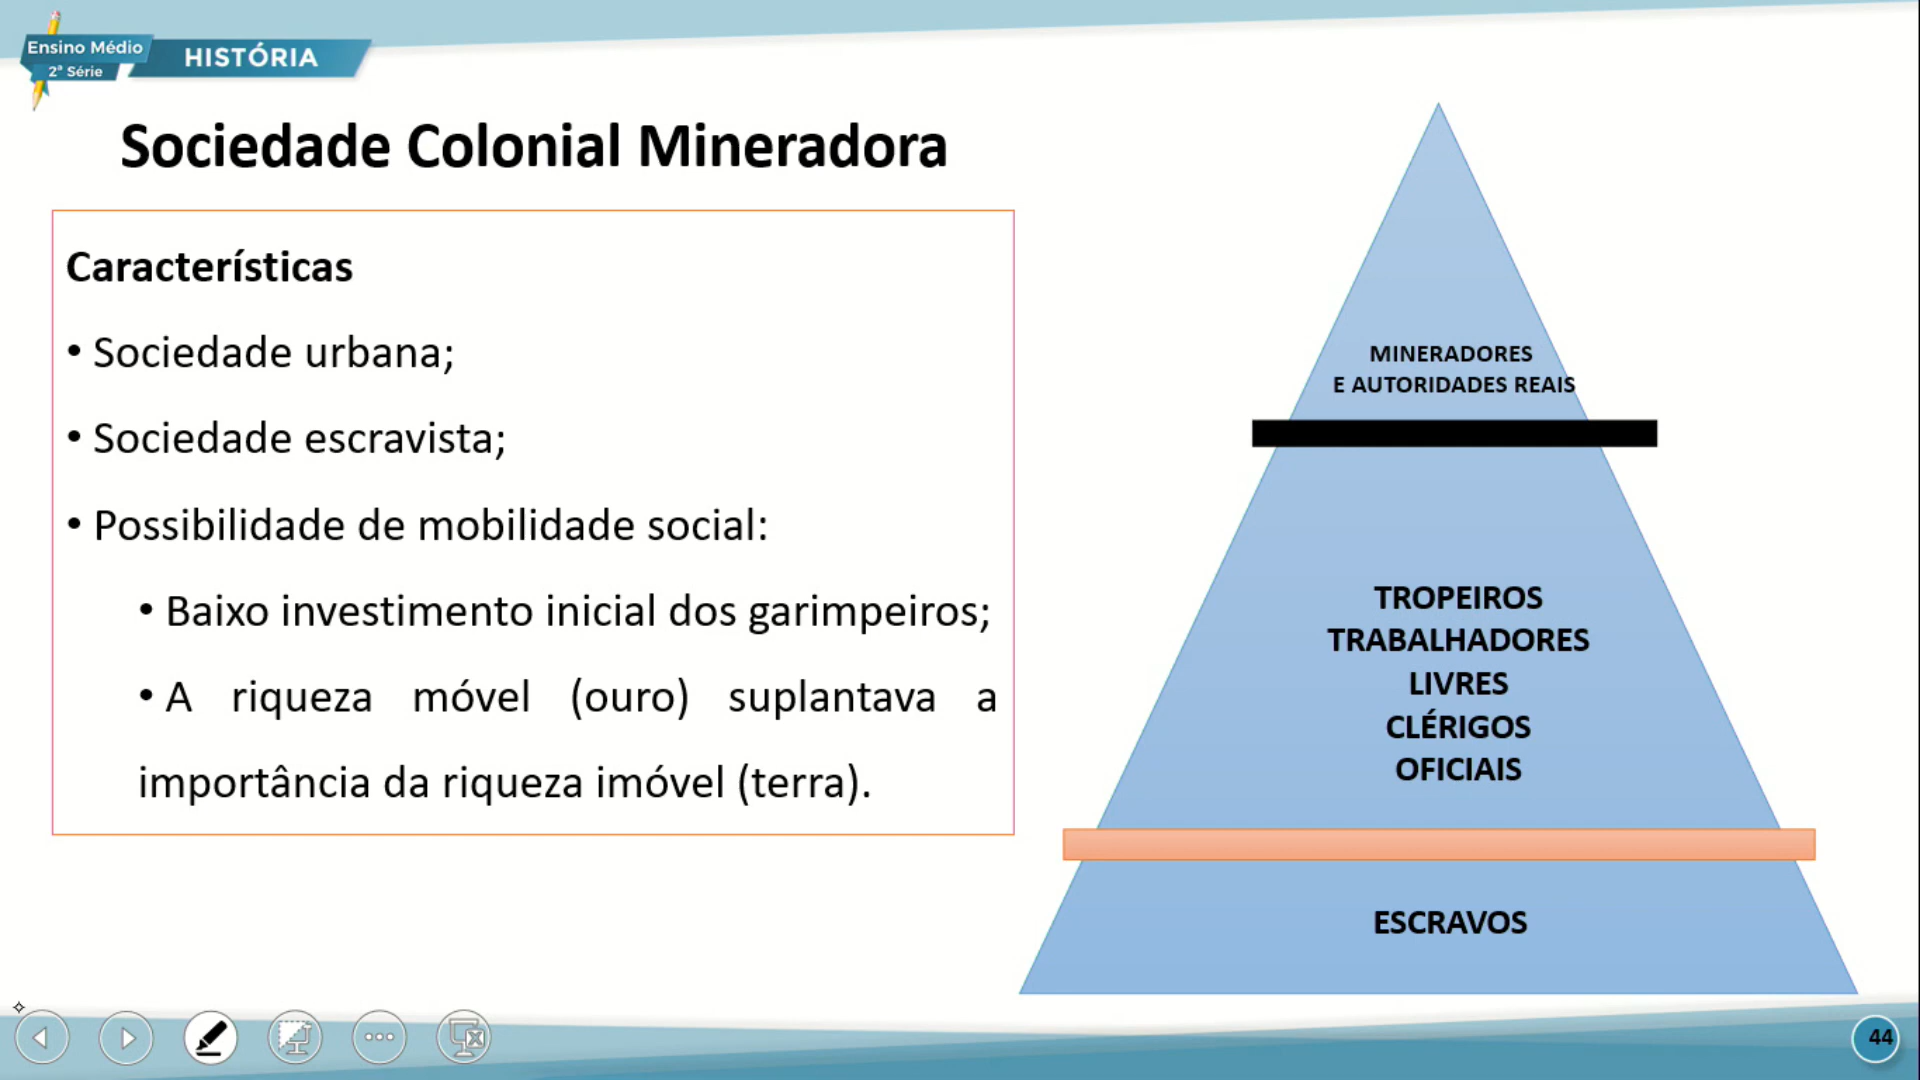 Ensino Médio
2ª Série
HISTÓRIA
Sociedade Colonial Mineradora
Características
• Sociedade urbana;
• Sociedade escravista;
• Possibilidade de mobilidade social:
• Baixo investimento inicial dos garimpeiros;
• A riqueza móvel (ouro) suplantava a
importância da riqueza imóvel (terra).
MINERADORES
E AUTORIDADES REAIS
TROPEIROS
TRABALHADORES
LIVRES
CLÉRIGOS
OFICIAIS
ESCRAVOS
44